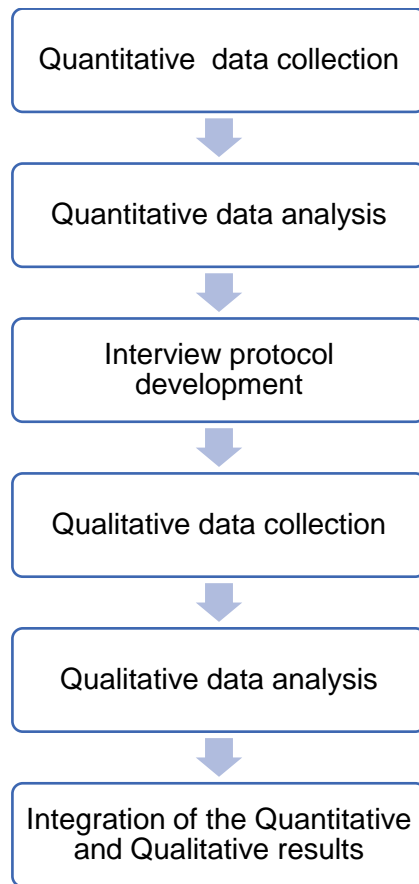 Quantitative  data collection
Quantitative data analysis
Interview protocol
development
Qualitative data collection
Qualitative data analysis
Integration of the Quantitative
and Qualitative results